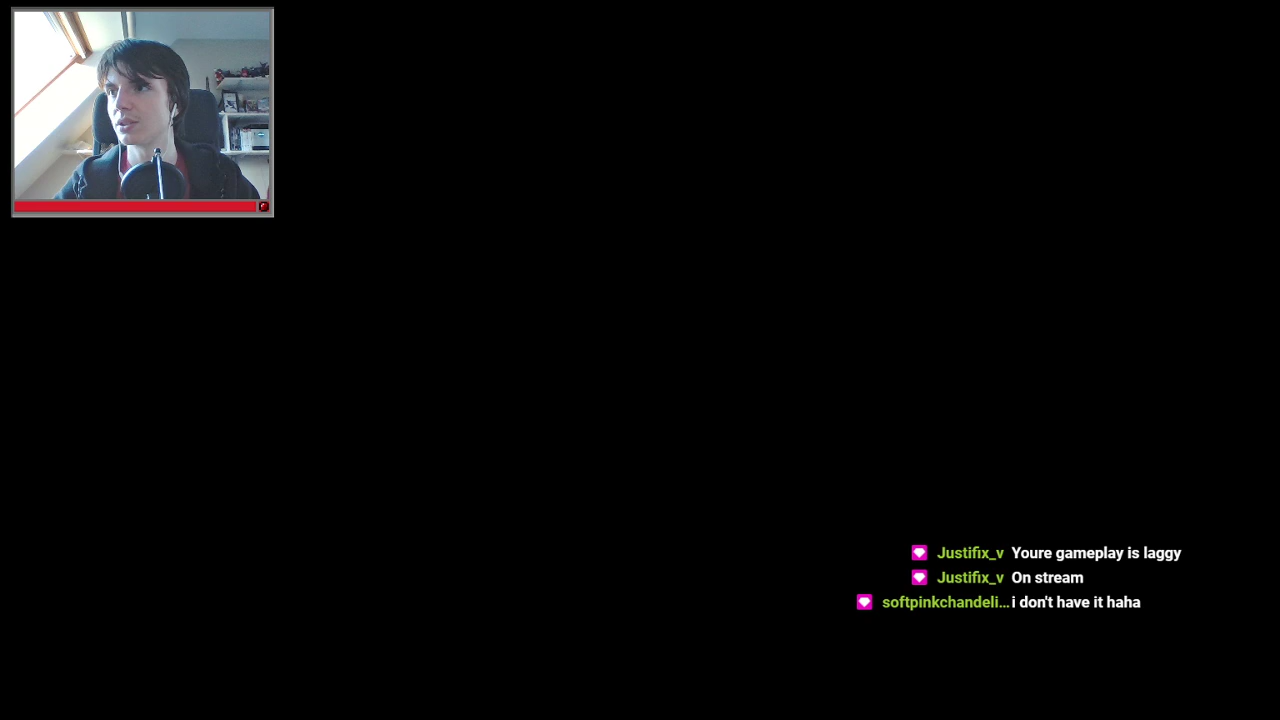 Justifix_v Youre gameplay is laggy
Justifix_v On stream
softpinkchandeli... i don't have it haha